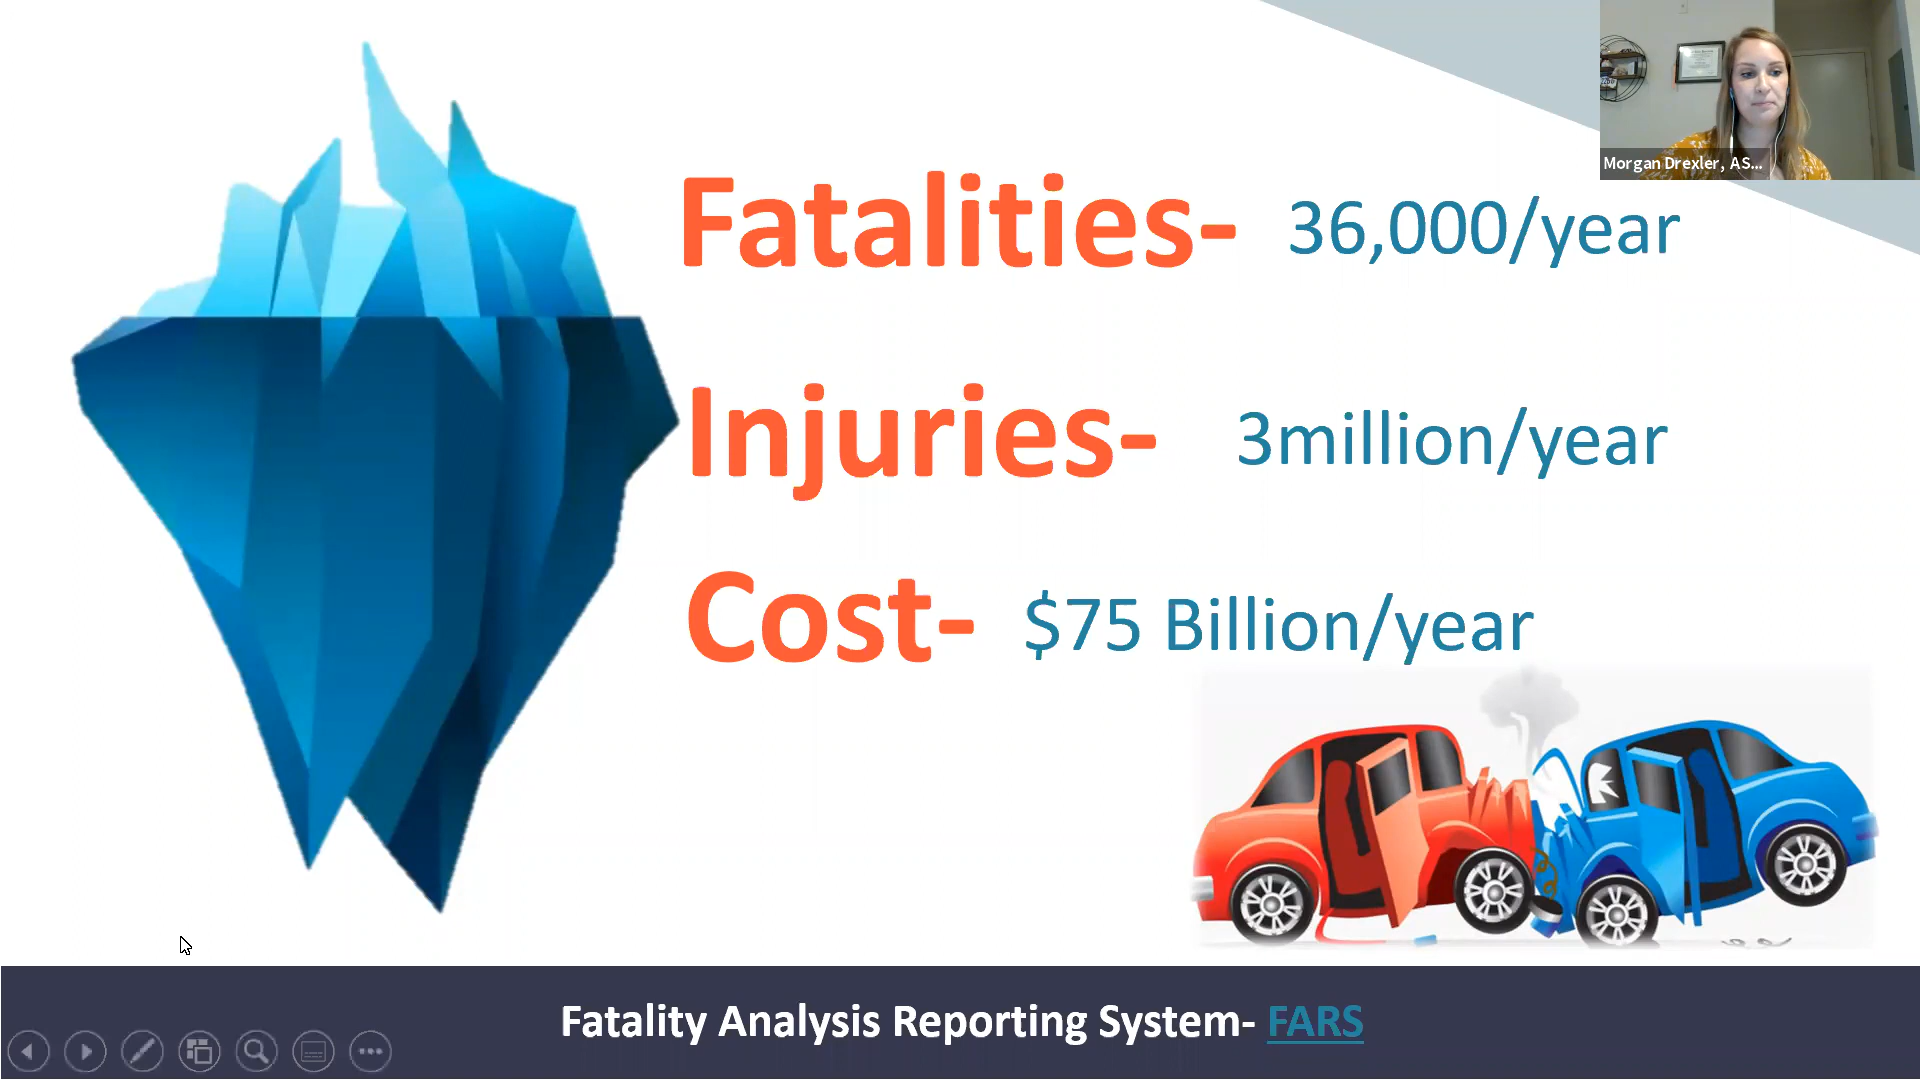 Morgan Drexler, AS...
Fatalities- 36,000/year
Injuries- 3million/year
Cost- $75 Billion/year
Fatality Analysis Reporting System- FARS